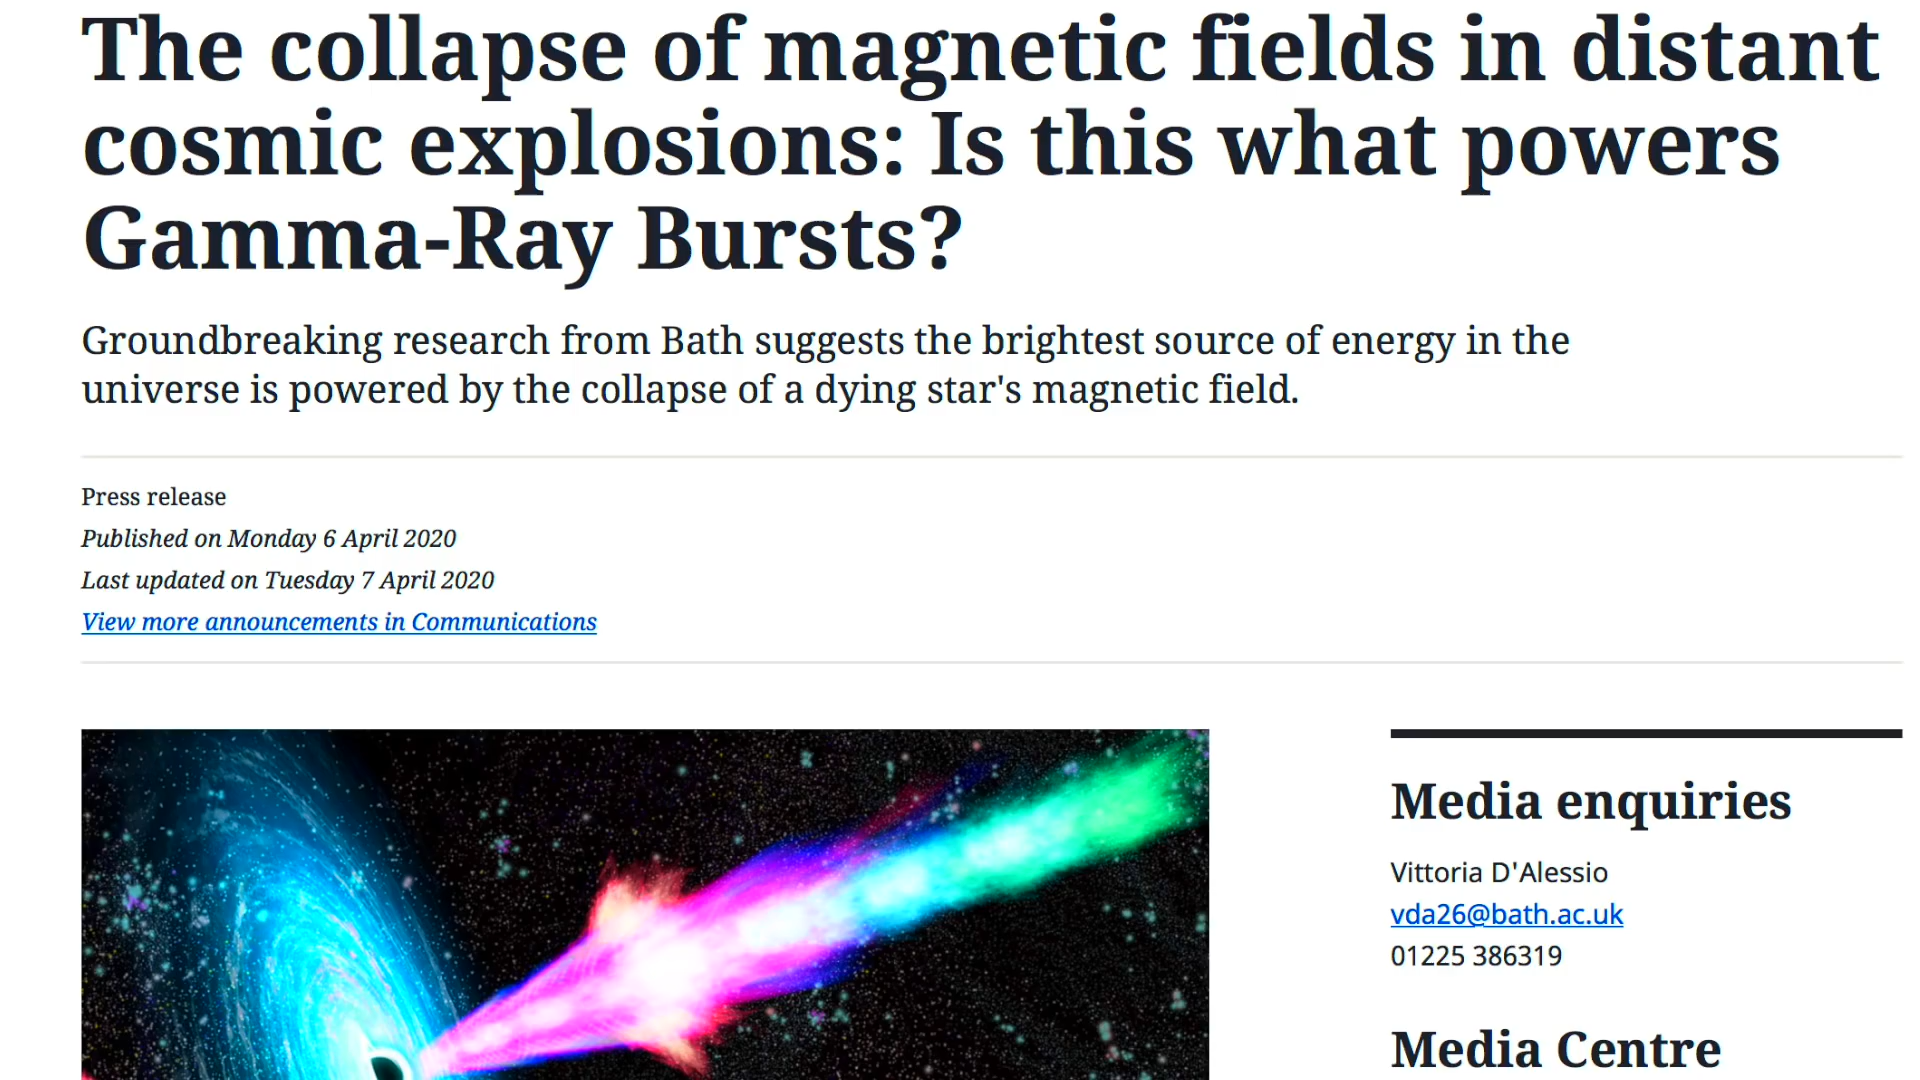 The collapse of magnetic fields in distant
cosmic explosions: Is this what powers
Gamma-Ray Bursts?
Groundbreaking research from Bath suggests the brightest source of energy in the
universe is powered by the collapse of a dying star's magnetic field.
Press release
Published on Monday 6 April 2020
Last updated on Tuesday 7 April 2020
View more announcements in Communications
Media enquiries
Vittoria D'Alessio
vda26@bath.ac.uk
01225 386319
Media Centre